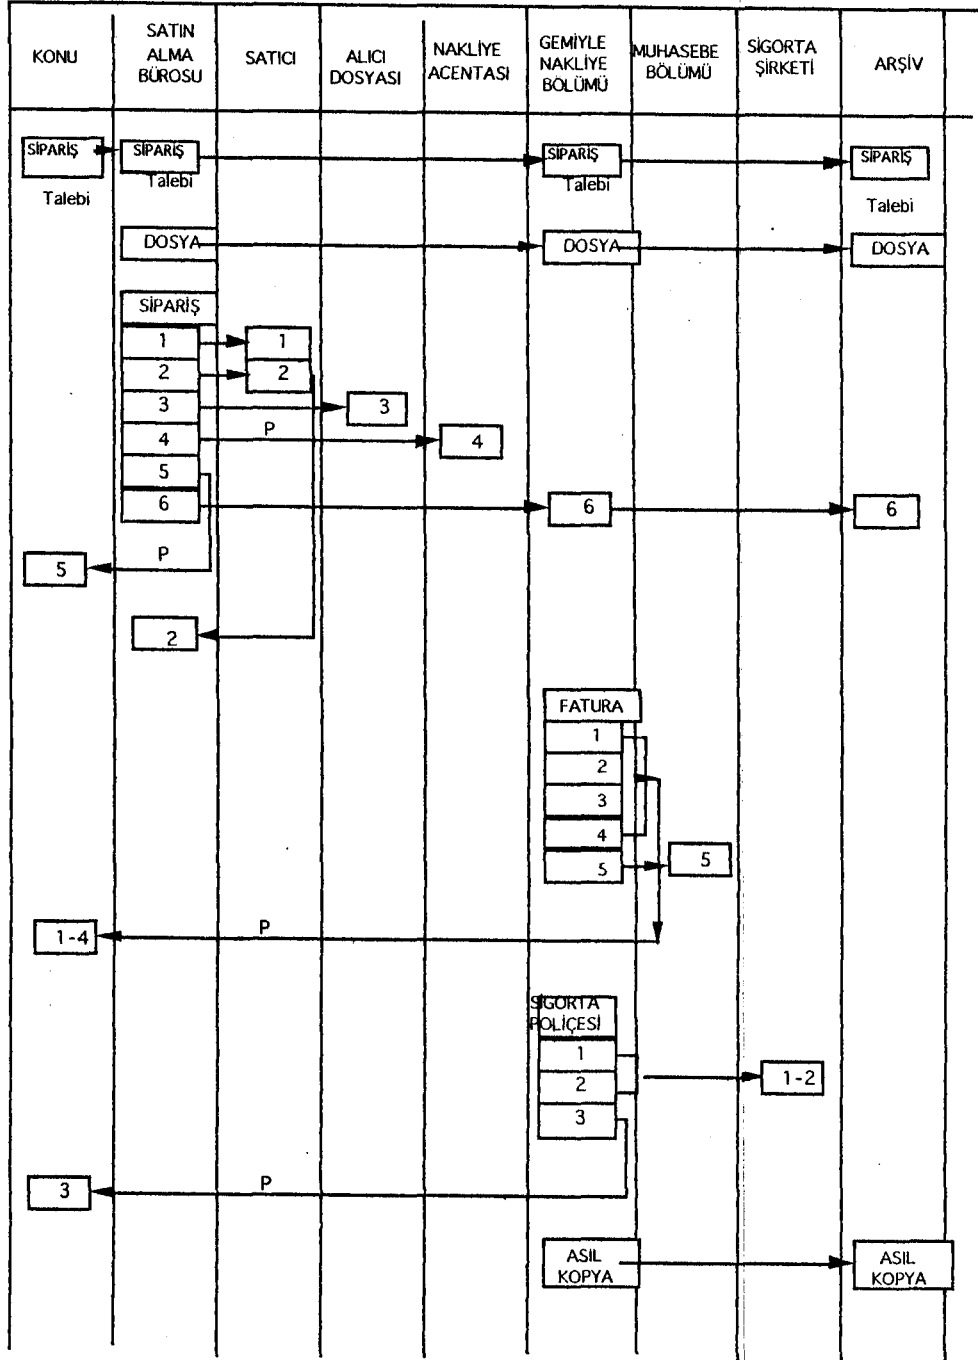 KONU
SATIN
ALMA
BÜROSU
SATICI
ALICI
DOSYASI
NAKLİYE
ACENTASI
GEMİYLE
NAKLİYE
BÖLÜMÜ
MUHASEBE
BÖLÜMÜ
SİGORTA
ŞİRKETİ
ARŞİV
SİPARİŞ
Talebi
SİPARİŞ
Talebi
SİPARİŞ
Talebi
SİPARİŞ
Talebi
DOSYA
DOSYA
DOSYA
SİPARİŞ
1
1
2
2
3
3
4
P
4
5
6
6
6
P
5
2
FATURA
1
2
3
4
5
5
1-4
P
SİGORTA
POLİÇESİ
1
2
1-2
3
3
P
ASIL
KOPYA
ASIL
KOPYA